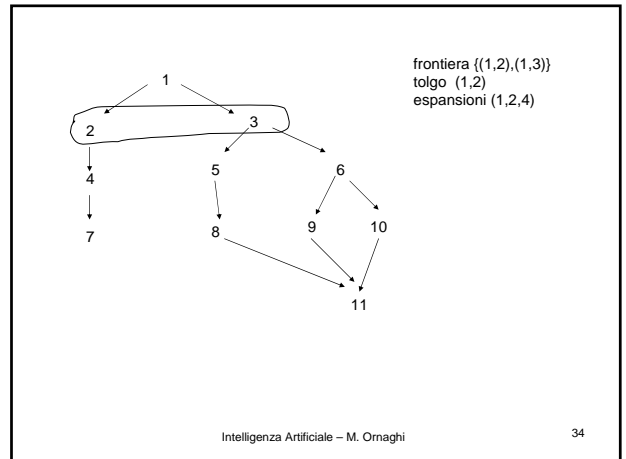 frontiera {(1,2),(1,3)}
tolgo (1,2)
espansioni (1,2,4)
1
2 3
4 5 6
7 8 9 10
11
Intelligenza Artificiale – M. Ornaghi 34